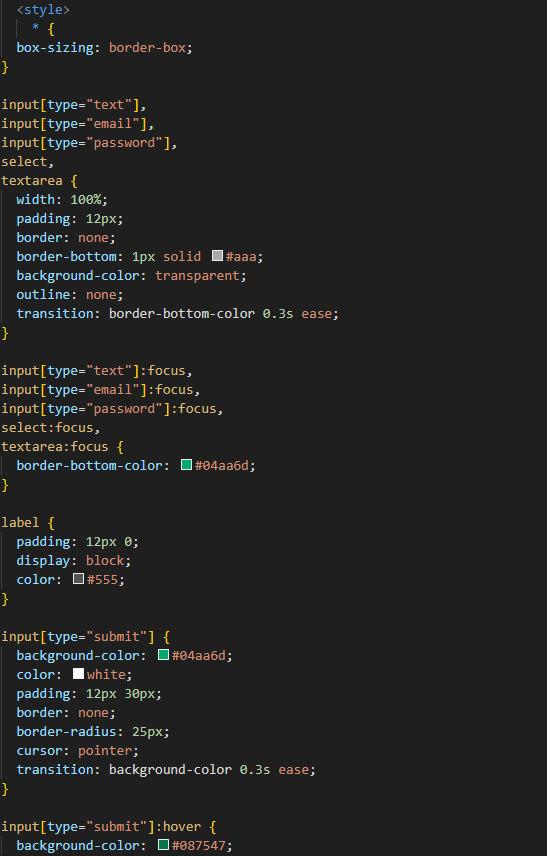 <style>
* {
box-sizing: border-box;
}
input[type="text"],
input[type="email"],
input[type="password"],
select,
textarea {
width: 100%;
padding: 12px;
border: none;
border-bottom: 1px solid #aaa;
background-color: transparent;
outline: none;
transition: border-bottom-color 0.3s ease;
}
input[type="text"]:focus,
input[type="email"]:focus,
input[type="password"]:focus,
select:focus,
textarea:focus {
border-bottom-color: #04aa6d;
}
label {
padding: 12px 0;
display: block;
color: #555;
}
input[type="submit"] {
background-color: #04aa6d;
color: white;
padding: 12px 30px;
border: none;
border-radius: 25px;
cursor: pointer;
transition: background-color 0.3s ease;
}
input[type="submit"]:hover {
background-color: #087547;